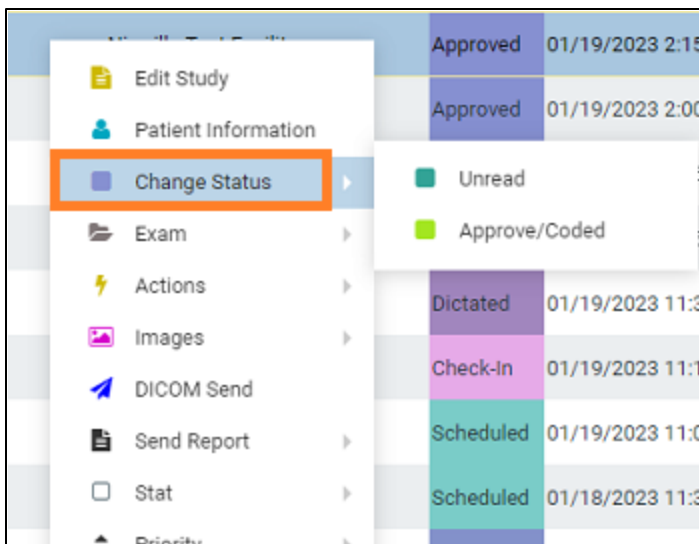 Approved 01/19/2023 2:15
Edit Study
Patient Information
Approved 01/19/2023 2:00
Change Status
Unread
Approve/Coded
Exam
Actions
Dictated 01/19/2023 11:3
Images
Check-In 01/19/2023 11:1
DICOM Send
Send Report
Scheduled 01/19/2023 11:0
Stat
Scheduled 01/18/2023 11:3
Priority